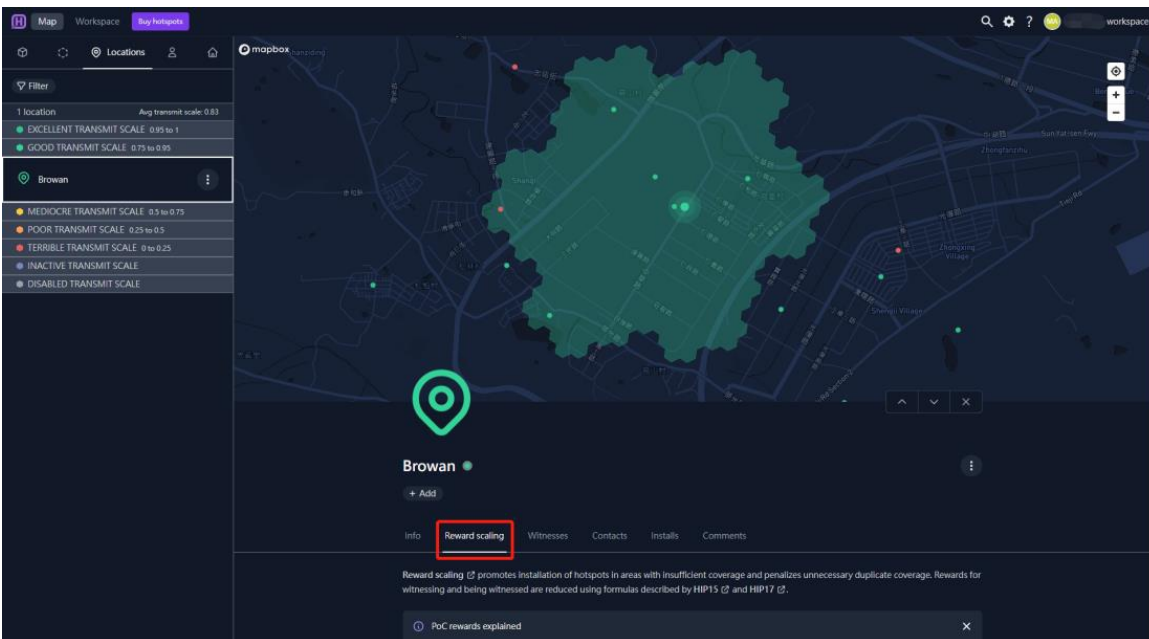 H Map Workspace Buy hotspots
? MA workspace
Locations
Filter
1 location Avg transmit scale: 0.83
EXCELLENT TRANSMIT SCALE 0.95 to 1
GOOD TRANSMIT SCALE 0.75 to 0.95
Browan
MEDIOCRE TRANSMIT SCALE 0.5 to 0.75
POOR TRANSMIT SCALE 0.25 to 0.5
TERRIBLE TRANSMIT SCALE 0 to 0.25
INACTIVE TRANSMIT SCALE
DISABLED TRANSMIT SCALE
mapbox
Sun Yat-sen Fwy
Zhongxing
Village
Shengli Village
Browan
+ Add
Info Reward scaling Witnesses Contacts Installs Comments
Reward scaling promotes installation of hotspots in areas with insufficient coverage and penalizes unnecessary duplicate coverage. Rewards for
witnessing and being witnessed are reduced using formulas described by HIP15 and HIP17 .
PoC rewards explained